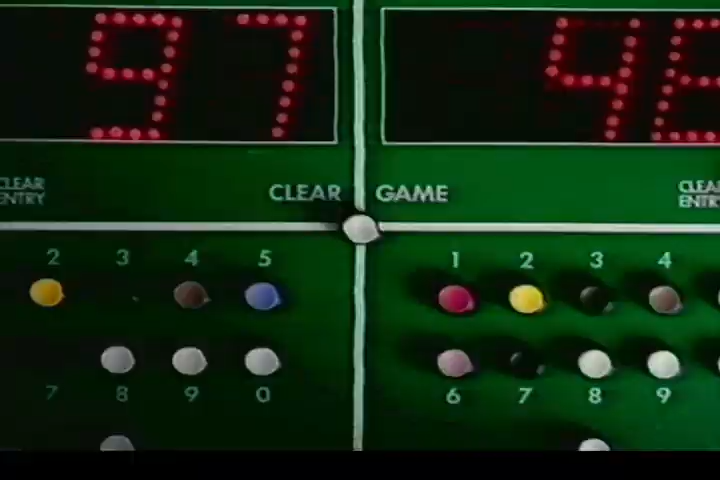 97 4
CLEAR ENTRY
CLEAR GAME
CLEAR ENTRY
2 3 4 5 1 2 3 4
7 8 9 0 6 7 8 9